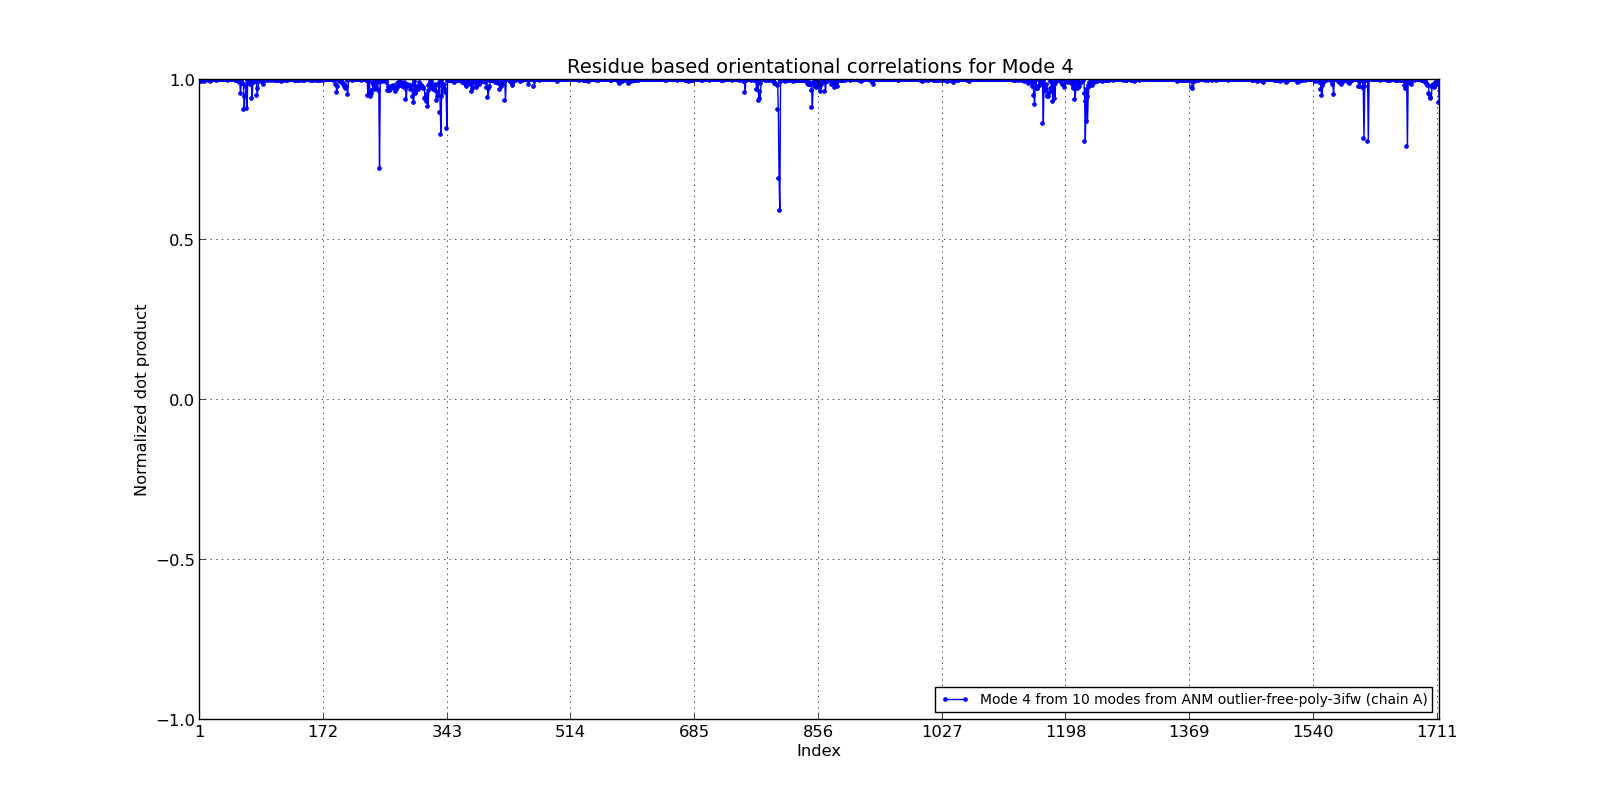 Residue based orientational correlations for Mode 4
1.0
0.5
0.0
−0.5
−1.0
Normalized dot product
Mode 4 from 10 modes from ANM outlier-free-poly-3ifw (chain A)
1 172 343 514 685 856 1027 1198 1369 1540 1711
Index